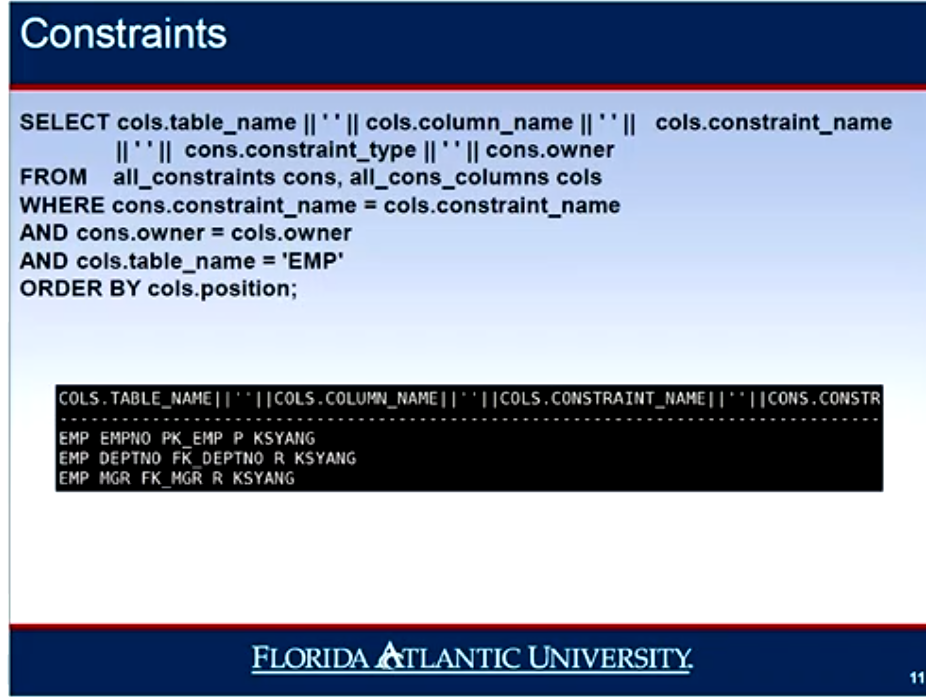 Constraints
SELECT cols.table_name || ' ' || cols.column_name || ' ' || cols.constraint_name
|| ' ' || cons.constraint_type || ' ' || cons.owner
FROM all_constraints cons, all_cons_columns cols
WHERE cons.constraint_name = cols.constraint_name
AND cons.owner = cols.owner
AND cols.table_name = 'EMP'
ORDER BY cols.position;
COLS.TABLE_NAME||''||COLS.COLUMN_NAME||''||COLS.CONSTRAINT_NAME||''||CONS.CONSTR
--------------------------------------------------------------------------------
EMP EMPNO PK_EMP P KSYANG
EMP DEPTNO FK_DEPTNO R KSYANG
EMP MGR FK_MGR R KSYANG
FLORIDA ATLANTIC UNIVERSITY.
11